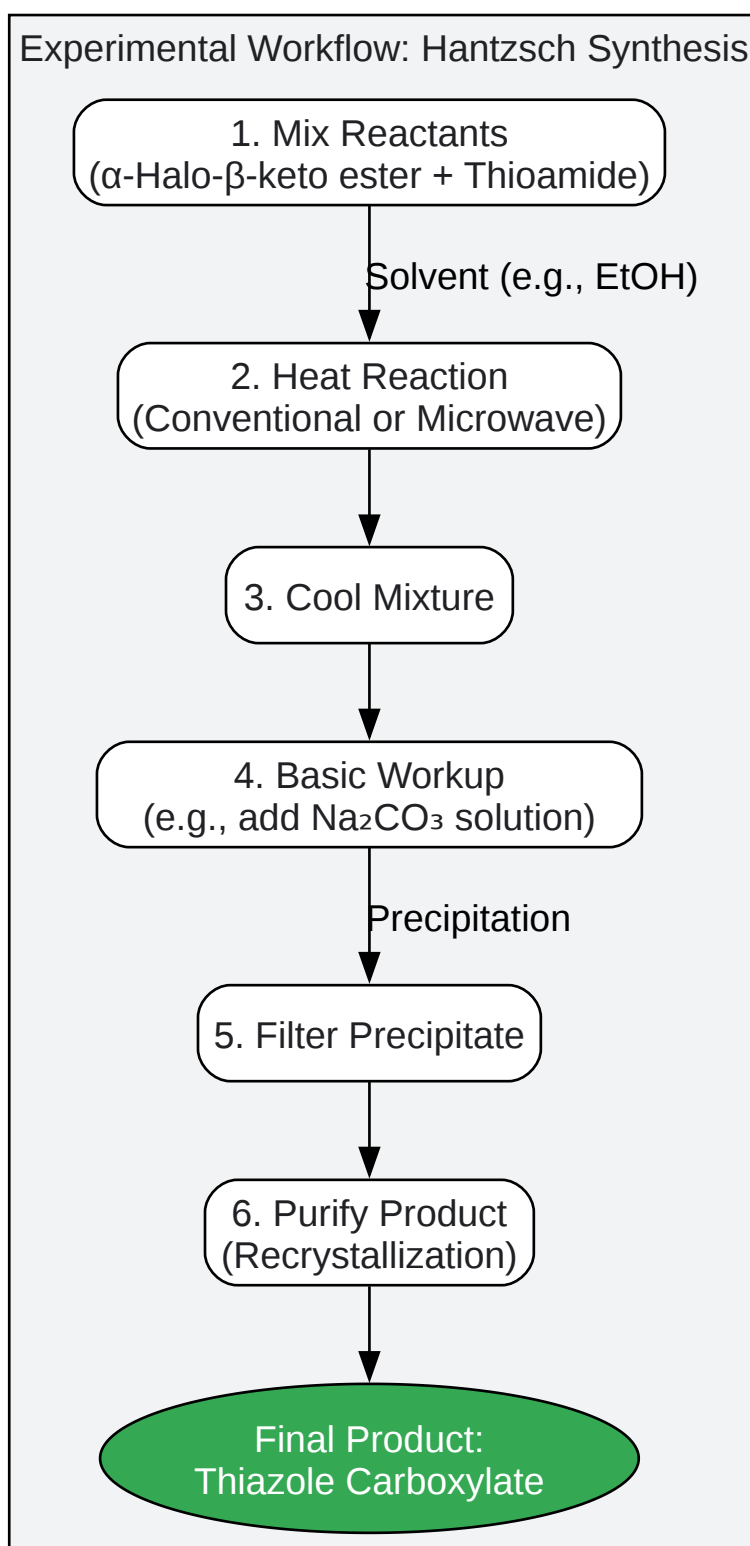 Experimental Workflow: Hantzsch Synthesis
1. Mix Reactants
(α-Halo-β-keto ester + Thioamide)
Solvent (e.g., EtOH)
2. Heat Reaction
(Conventional or Microwave)
3. Cool Mixture
4. Basic Workup
(e.g., add Na₂CO₃ solution)
Precipitation
5. Filter Precipitate
6. Purify Product
(Recrystallization)
Final Product:
Thiazole Carboxylate